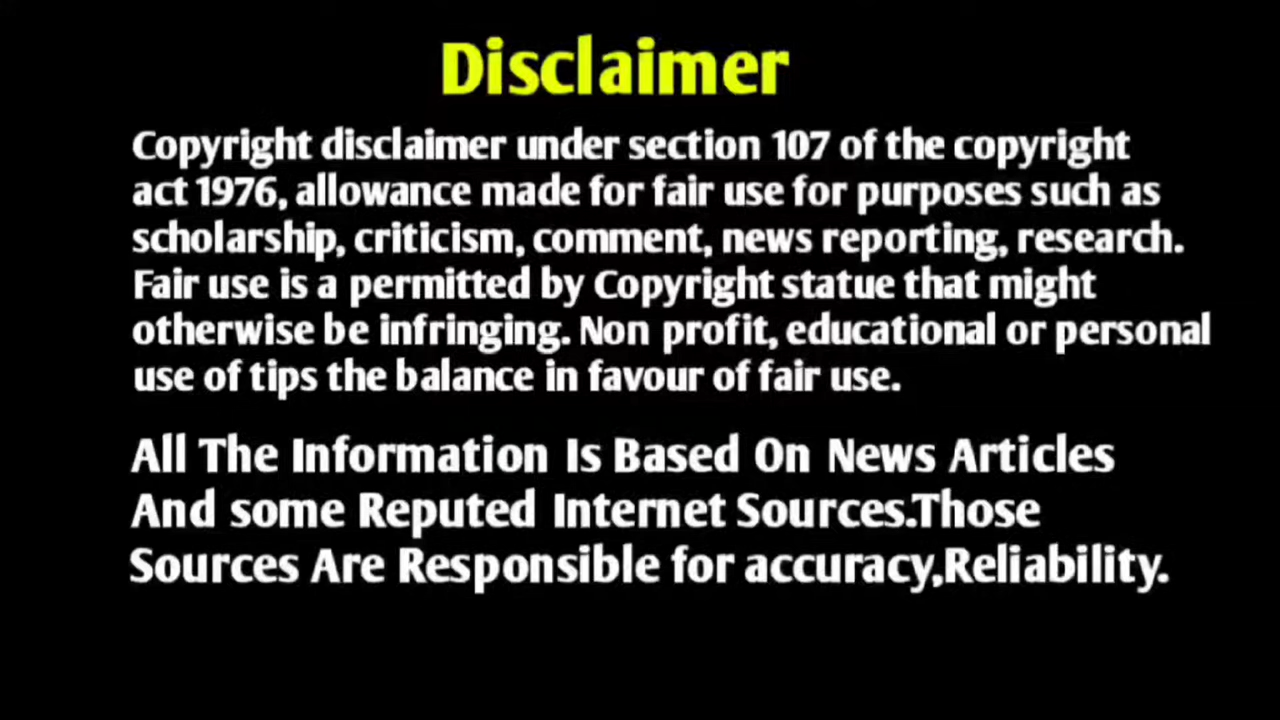 Disclaimer
Copyright disclaimer under section 107 of the copyright
act 1976, allowance made for fair use for purposes such as
scholarship, criticism, comment, news reporting, research.
Fair use is a permitted by Copyright statue that might
otherwise be infringing. Non profit, educational or personal
use of tips the balance in favour of fair use.
All The Information Is Based On News Articles
And some Reputed Internet Sources.Those
Sources Are Responsible for accuracy,Reliability.